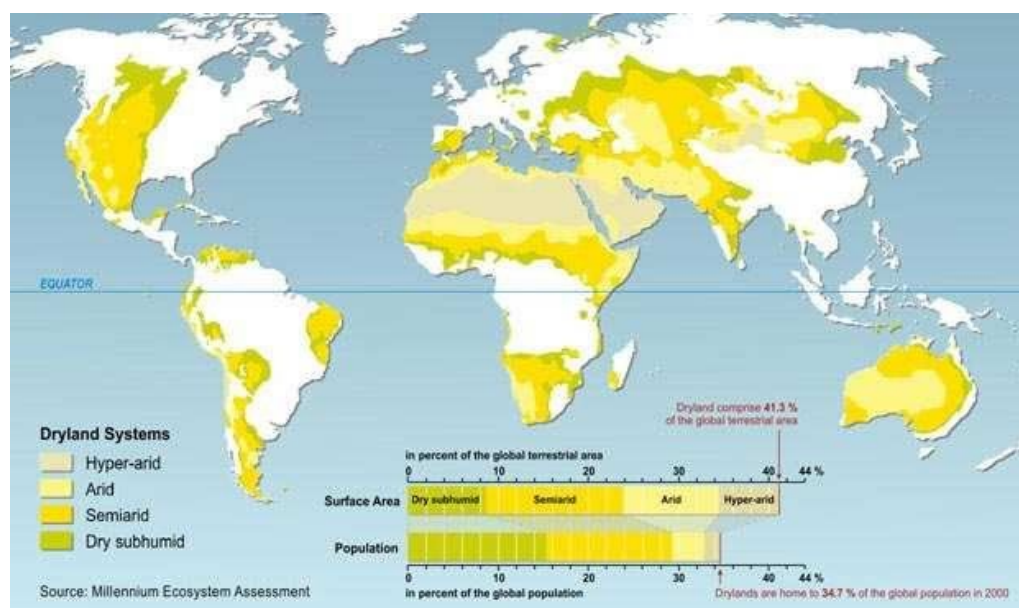 EQUATOR
Dryland Systems
Hyper-arid
Arid
Semiarid
Dry subhumid
Source: Millennium Ecosystem Assessment
Dryland comprise 41.3 %
of the global terrestrial area
in percent of the global terrestrial area
0 10 20 30 40 44 %
Surface Area Dry subhumid Semiarid Arid Hyper-arid
Population
0 10 20 30 40 44 %
in percent of the global population
Drylands are home to 34.7 % of the global population in 2000